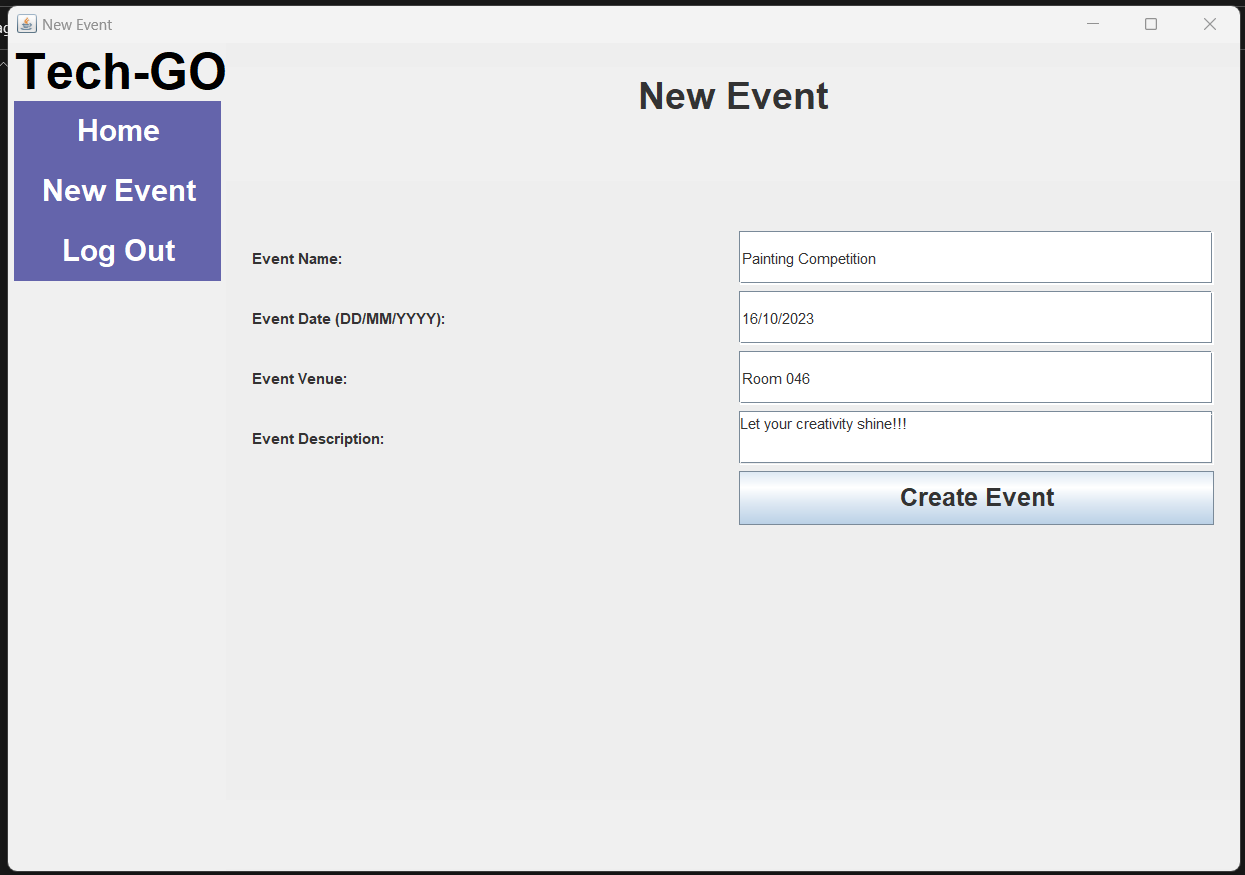 New Event
Tech-GO
Home
New Event
Log Out
New Event
Event Name:
Painting Competition
Event Date (DD/MM/YYYY):
16/10/2023
Event Venue:
Room 046
Event Description:
Let your creativity shine!!!
Create Event